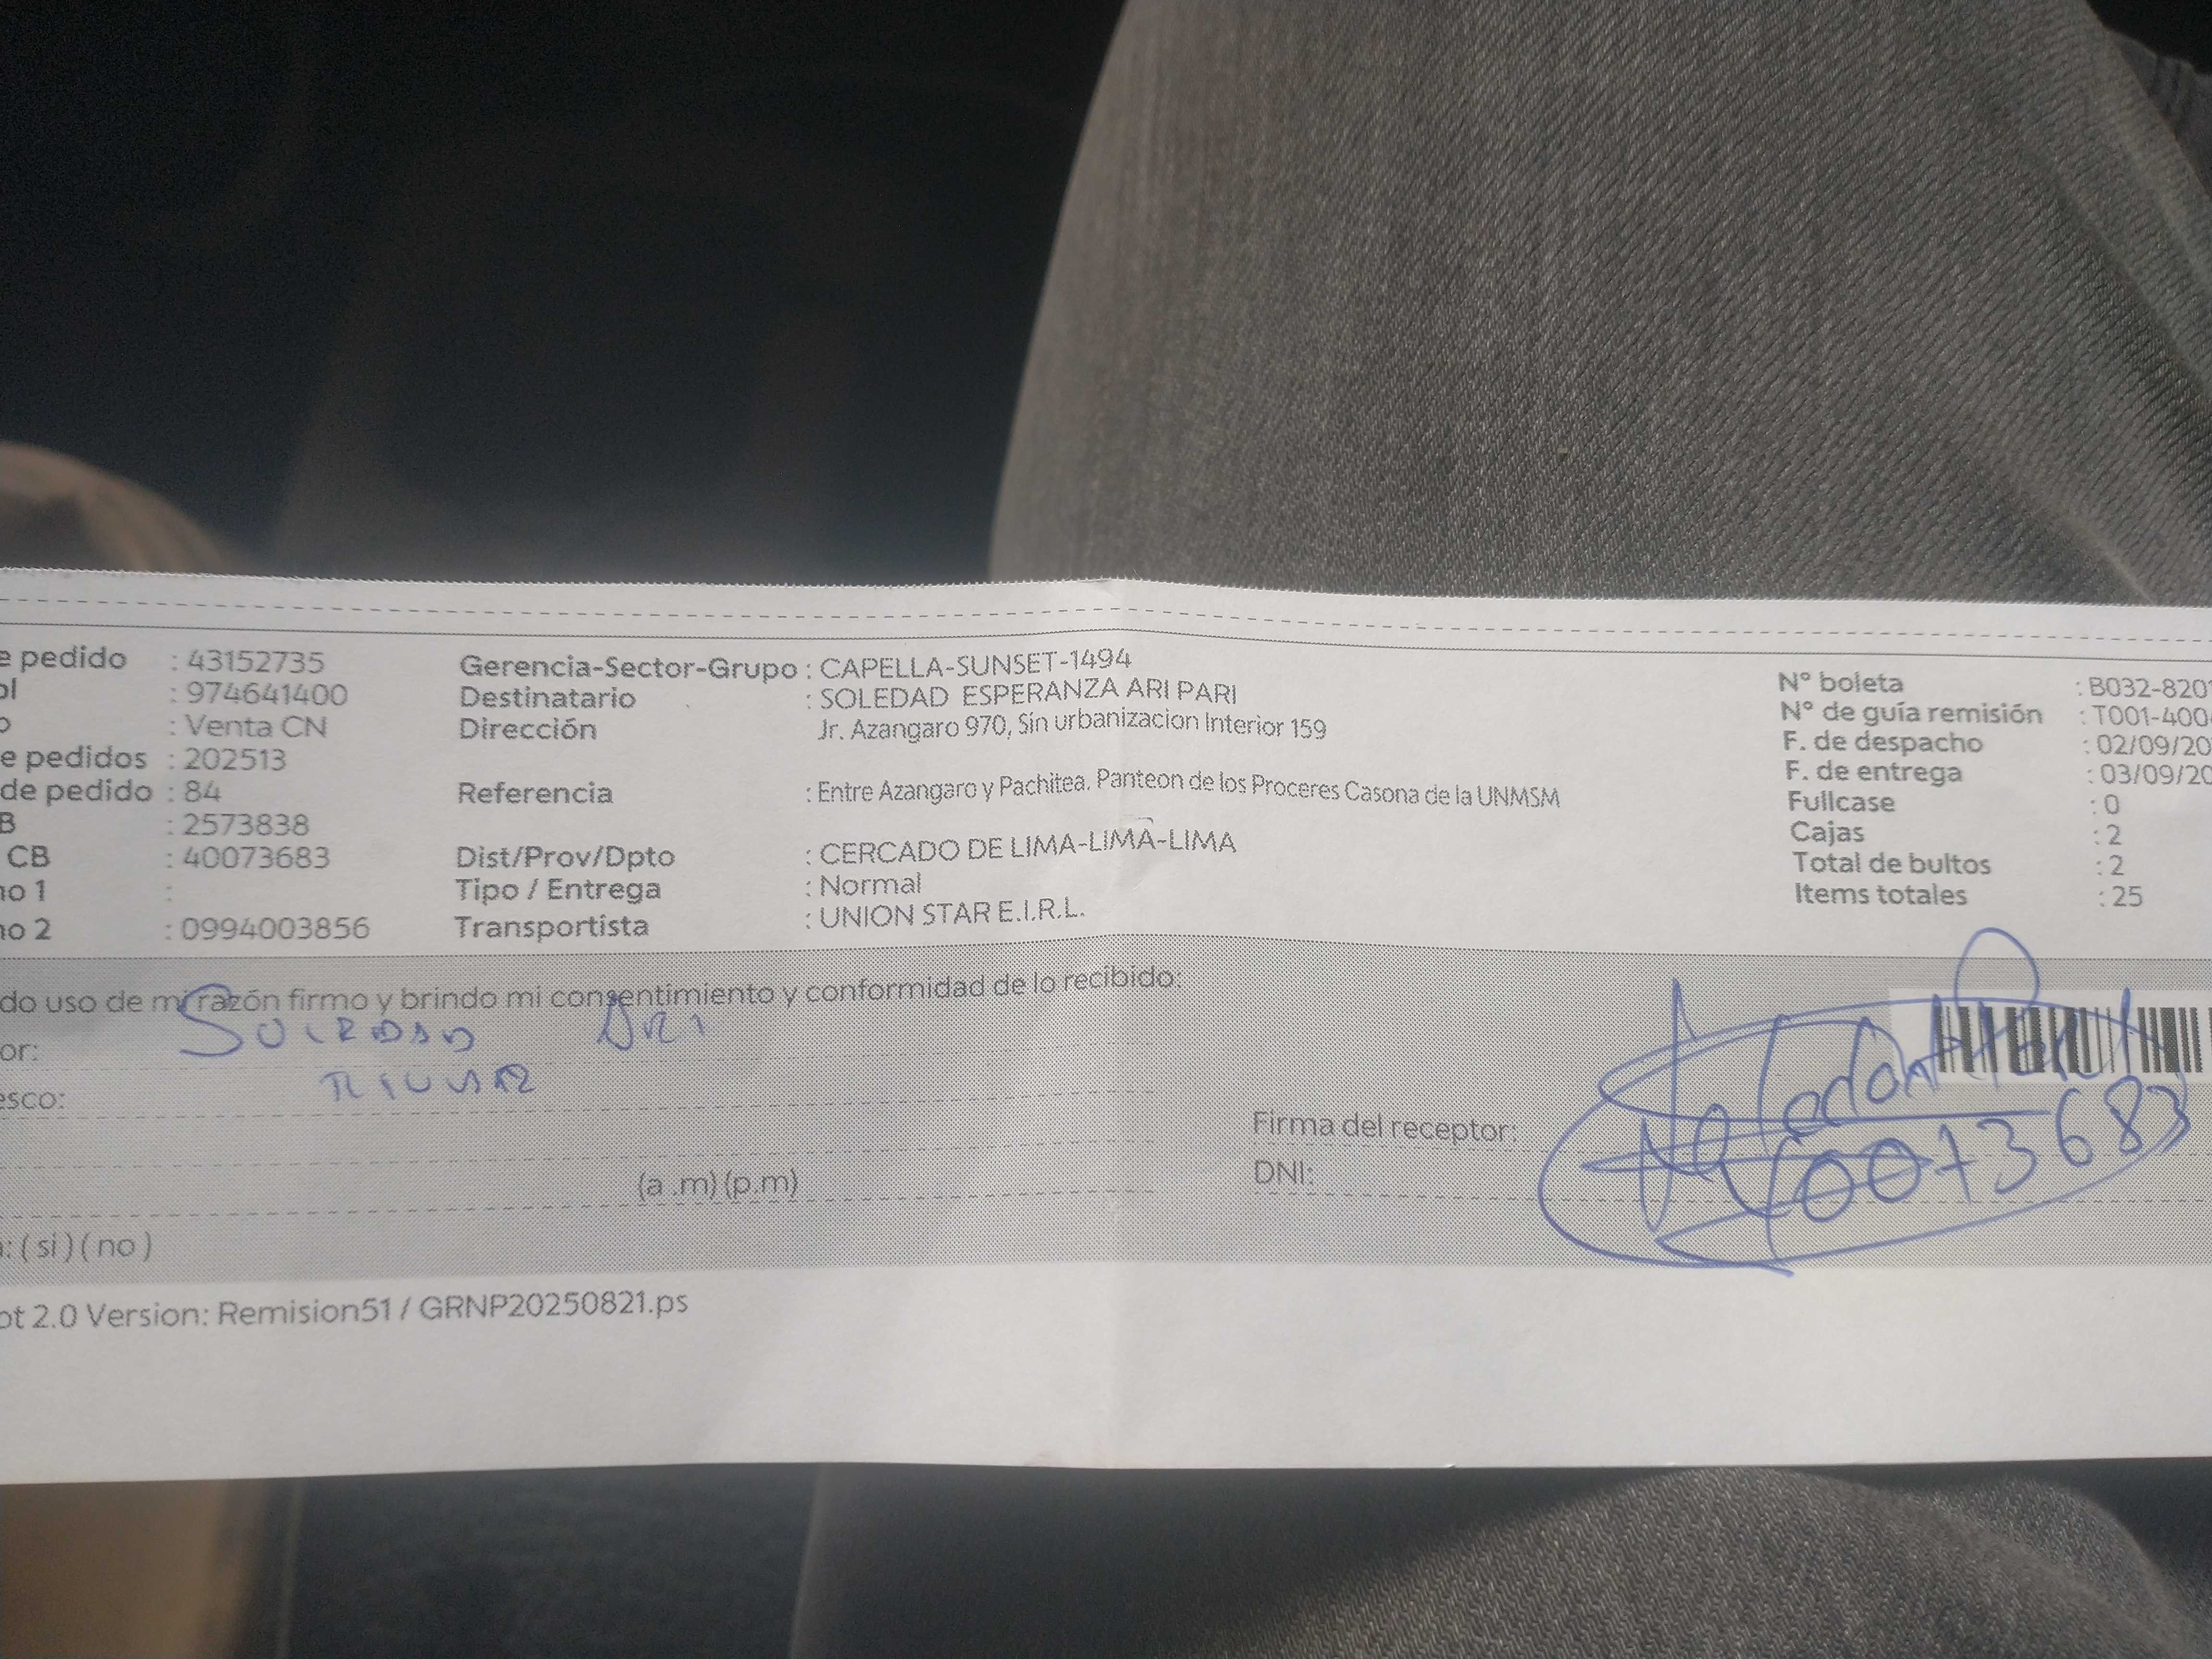 e pedido : 43152735 Gerencia-Sector-Grupo : CAPELLA-SUNSET-1494 N° boleta : B032-8201
ol : 974641400 Destinatario : SOLEDAD ESPERANZA ARI PARI N° de guía remisión : T001-400
o : Venta CN Dirección Jr. Azangaro 970, Sin urbanizacion Interior 159 F. de despacho : 02/09/20
e pedidos : 202513 F. de entrega : 03/09/20
de pedido : 84 Referencia : Entre Azangaro y Pachitea. Panteon de los Proceres Casona de la UNMSM Fullcase : 0
B : 2573838 Cajas : 2
CB : 40073683 Dist/Prov/Dpto : CERCADO DE LIMA-LIMA-LIMA Total de bultos : 2
no 1 : Tipo / Entrega : Normal Items totales : 25
no 2 : 0994003856 Transportista : UNION STAR E.I.R.L.
do uso de mi razón firmo y brindo mi consentimiento y conformidad de lo recibido:
or: SOLEDAD ARI
esco: TITULAR
Firma del receptor:
(a .m) (p.m) DNI: 40073683
: ( si ) ( no )
ot 2.0 Version: Remision51 / GRNP20250821.ps